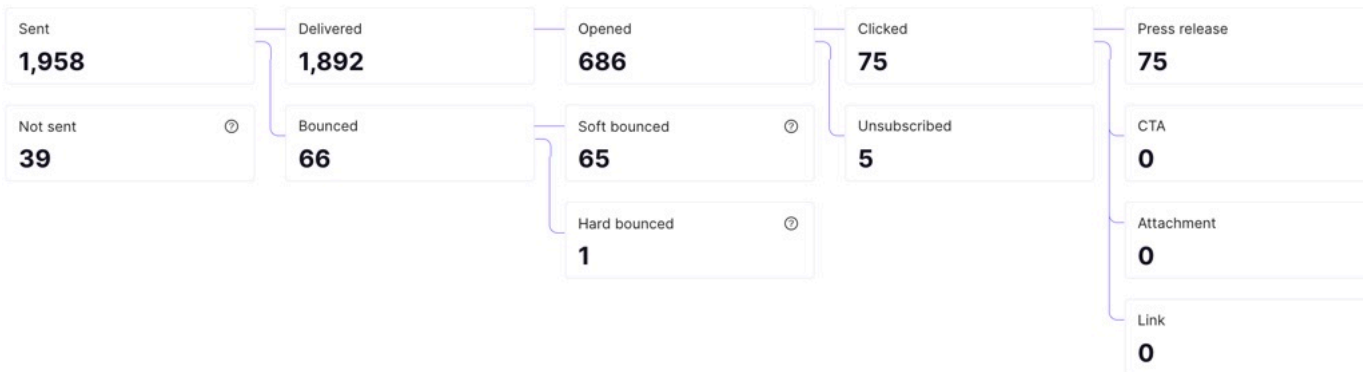 Sent
1,958
Delivered
1,892
Opened
686
Clicked
75
Press release
75
Not sent
39
Bounced
66
Soft bounced
65
Unsubscribed
5
CTA
0
Hard bounced
1
Attachment
0
Link
0